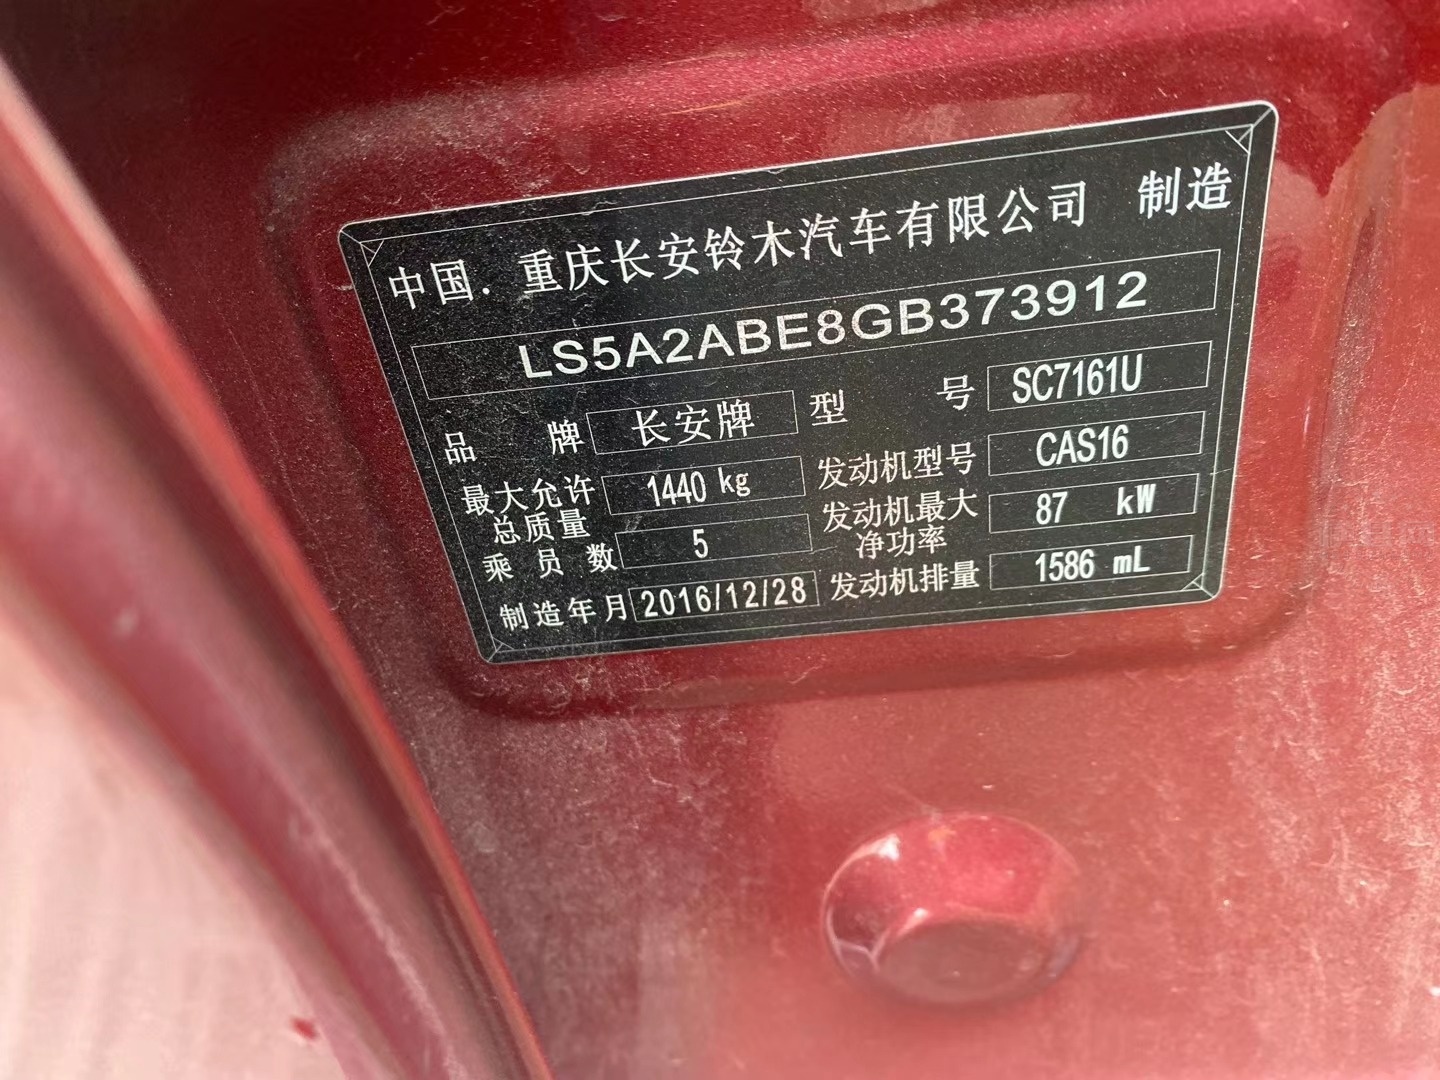 中国．重庆长安铃木汽车有限公司 制造
LS5A2ABE8GB373912
品牌 长安牌 型号 SC7161U
最大允许总质量 1440 kg 发动机型号 CAS16
乘员数 5 发动机最大净功率 87 kW
制造年月 2016/12/28 发动机排量 1586 mL